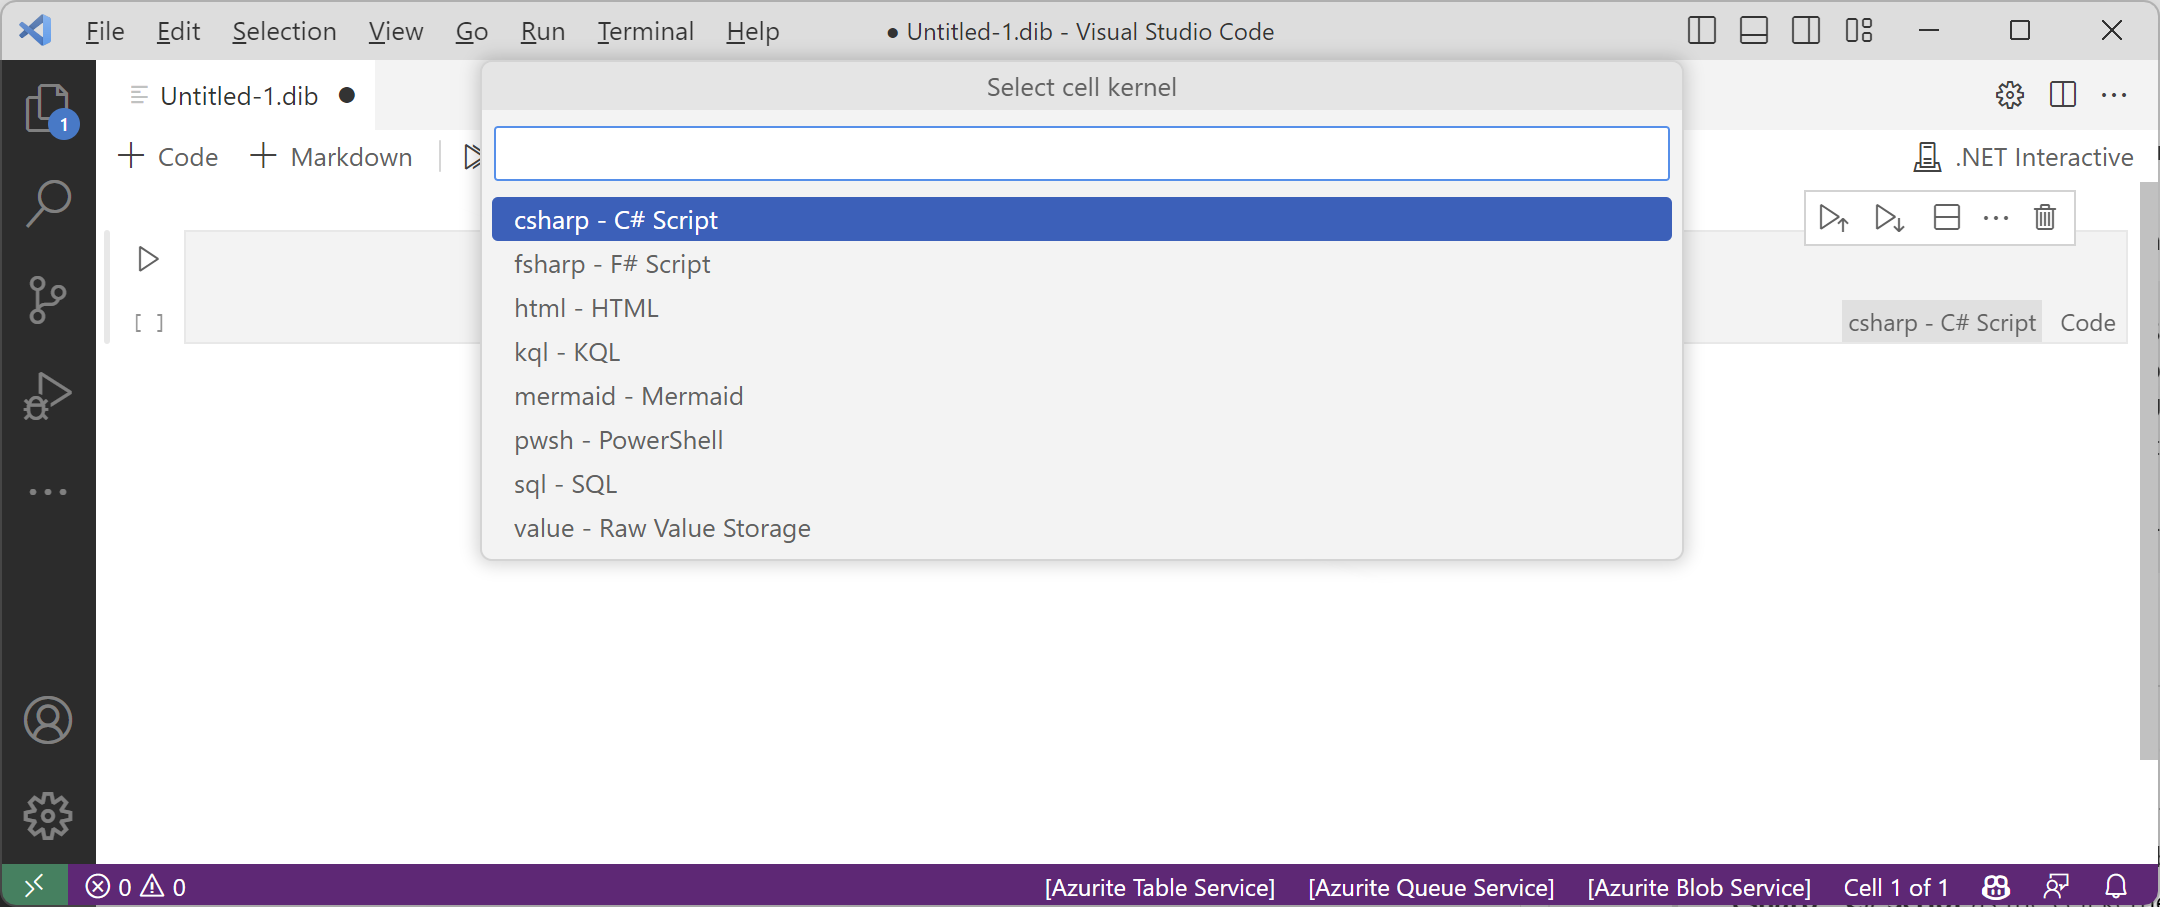 File Edit Selection View Go Run Terminal Help ● Untitled-1.dib - Visual Studio Code
Untitled-1.dib ●
Select cell kernel
1
Code Markdown
.NET Interactive
csharp - C# Script
fsharp - F# Script
html - HTML
kql - KQL
mermaid - Mermaid
pwsh - PowerShell
sql - SQL
value - Raw Value Storage
[ ]
csharp - C# Script Code
0 0 [Azurite Table Service] [Azurite Queue Service] [Azurite Blob Service] Cell 1 of 1